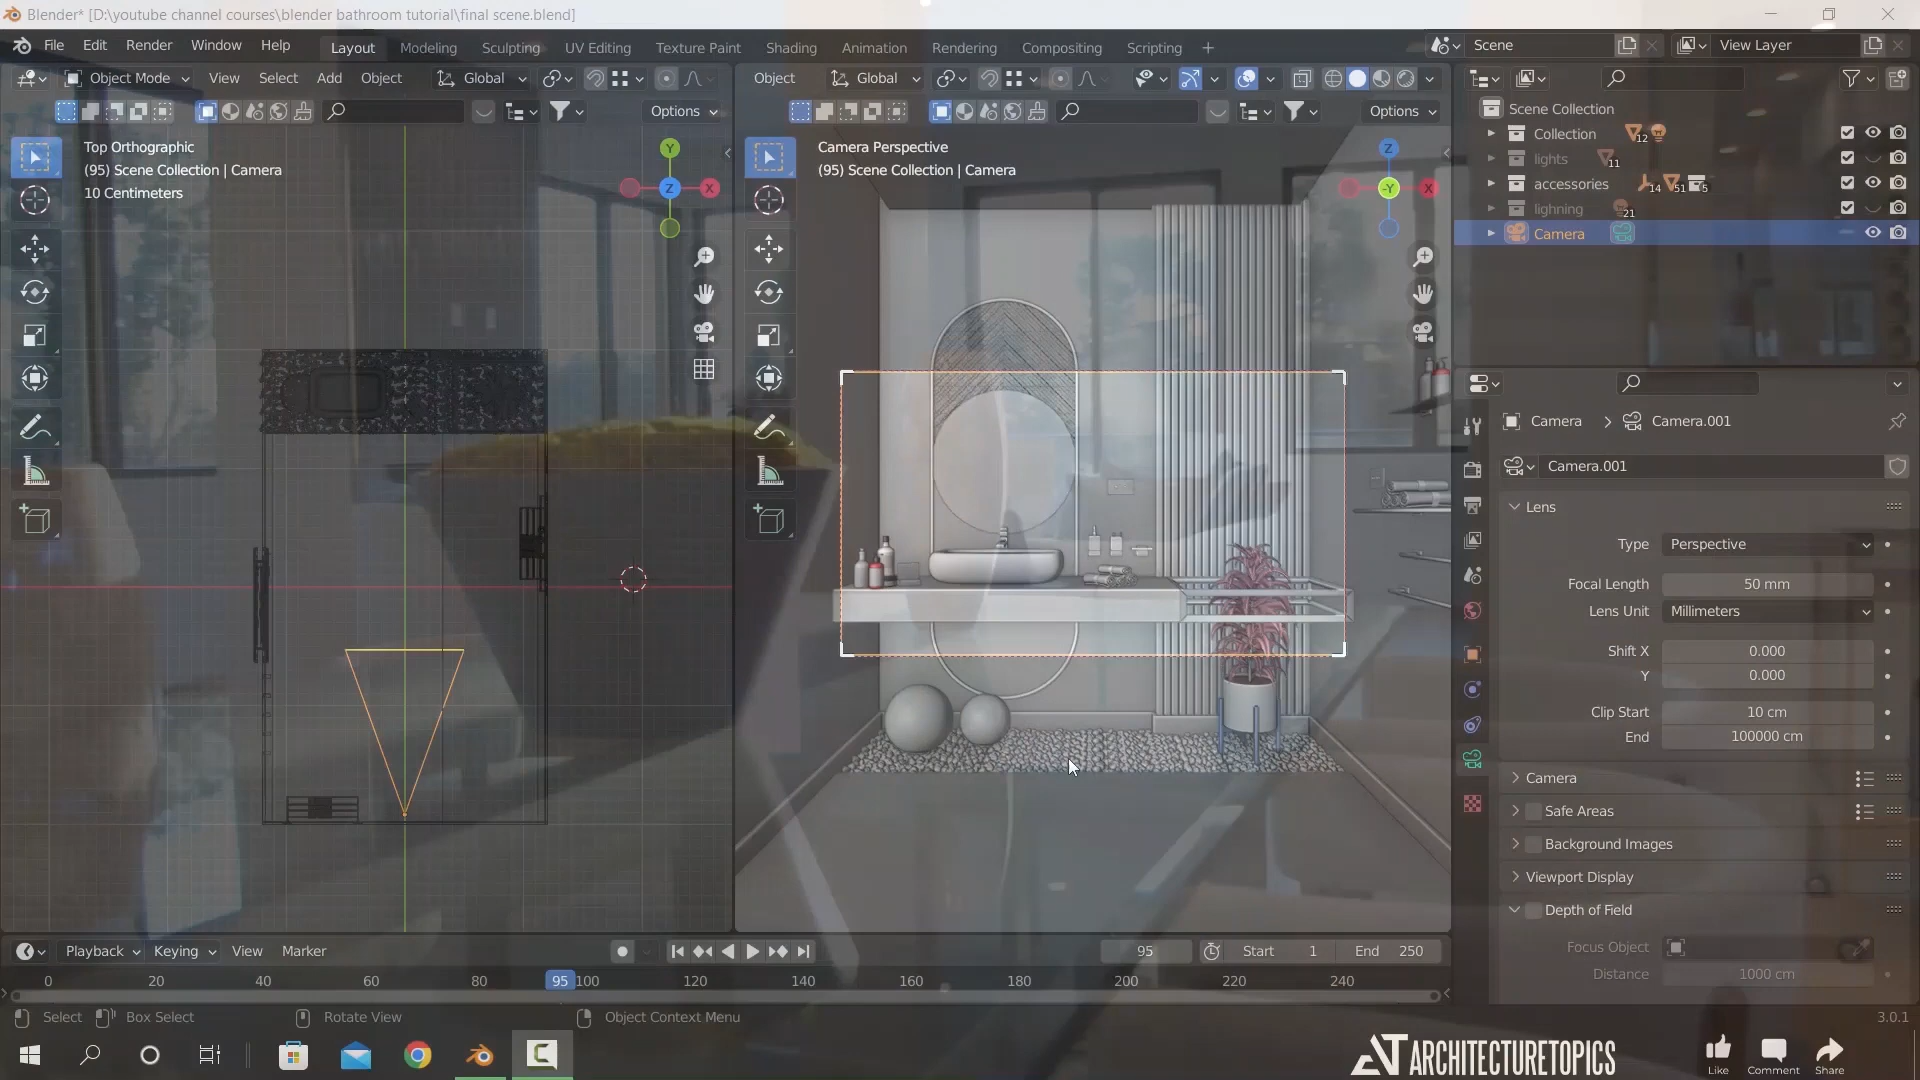 Blender* [D:\youtube channel courses\blender bathroom tutorial\final scene.blend]
File Edit Render Window Help Layout Modeling Sculpting UV Editing Texture Paint Shading Animation Rendering Compositing Scripting + Scene View Layer
Object Mode View Select Add Object Global Object Global
Options Options
Top Orthographic
(95) Scene Collection | Camera
10 Centimeters
Y
Z
X
Camera Perspective
(95) Scene Collection | Camera
Z
-Y
X
Scene Collection
Collection 12
lights 11
accessories 14 51 5
lighning 21
Camera
Camera > Camera.001
Camera.001
Lens
Type Perspective
Focal Length 50 mm
Lens Unit Millimeters
Shift X 0.000
Y 0.000
Clip Start 10 cm
End 100000 cm
Camera
Safe Areas
Background Images
Viewport Display
Depth of Field
Focus Object
Distance 1000 cm
Playback Keying View Marker 95 Start 1 End 250
0 20 40 60 80 95 100 120 140 160 180 200 220 240
Select Box Select Rotate View Object Context Menu 3.0.1
ARCHITECTURETOPICS
Like Comment Share